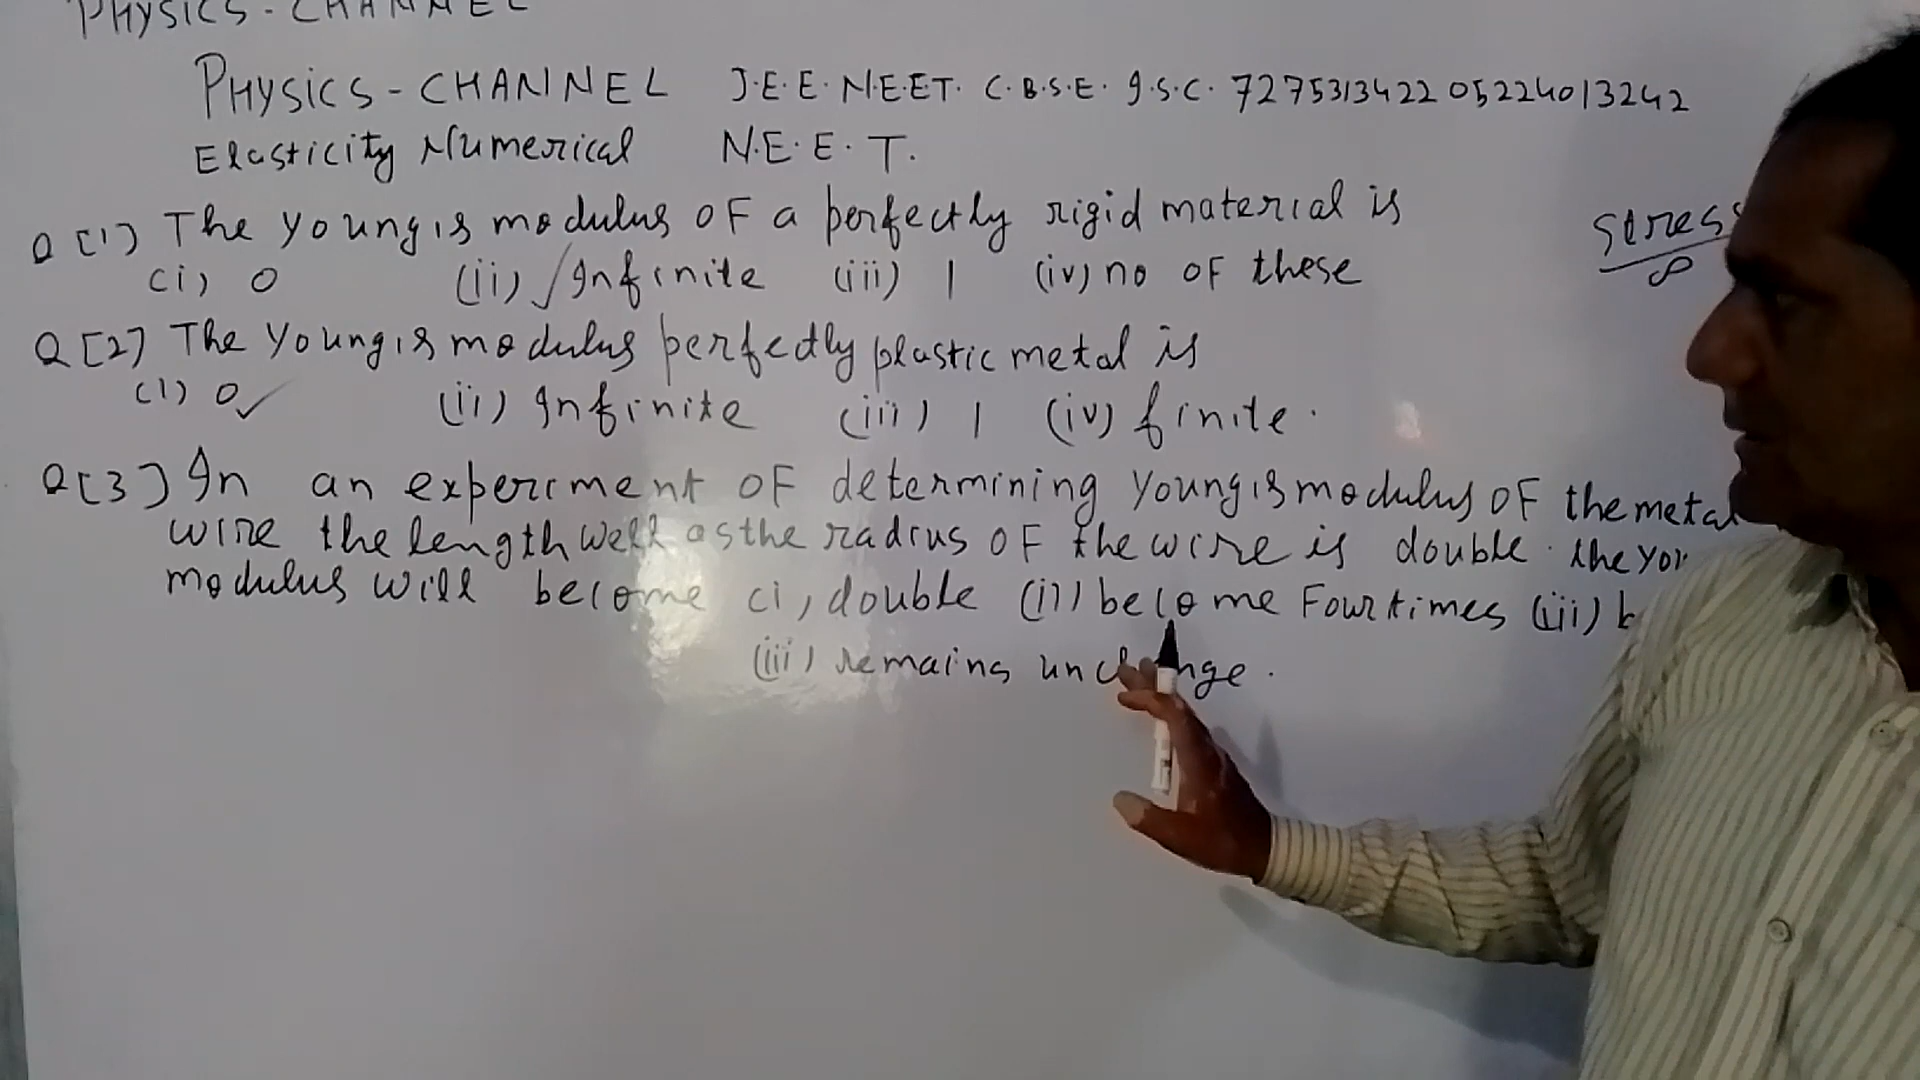 PHYSICS - CHANNEL
PHYSICS - CHANNEL J.E.E. N.E.ET. C.B.S.E. I.S.C. 7275313422 05224013242
Elasticity Numerical N.E.E.T.
Q [1] The Young's modulus OF a perfectly rigid material is
(i) 0 (ii) √ Infinite (iii) 1 (iv) no OF these
stress
∞
Q [2] The Young's modulus perfectly plastic metal is
(1) 0 ✓ (ii) Infinite (iii) 1 (iv) finite.
Q [3] In an experiment OF determining Young's modulus OF the metal
wire the length well as the radius OF the wire is double. the
modulus will become (i) double (ii) become Four times (iii)
(iii) remains unchange.